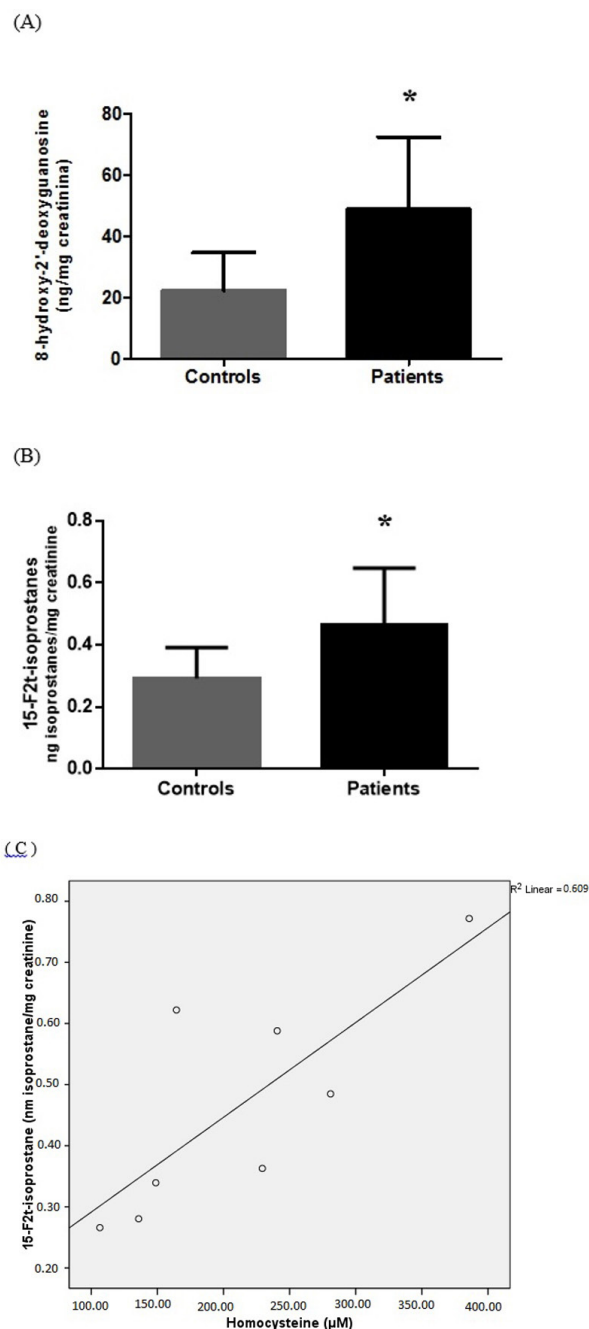 (A)
*
8-hydroxy-2'-deoxyguanosine
(ng/mg creatinina)
80
60
40
20
0
Controls Patients
(B)
*
15-F2t-isoprostanes
ng isoprostanes/mg creatinine
0.8
0.6
0.4
0.2
0.0
Controls Patients
( C )
R2 Linear = 0.609
15-F2t-isoprostane (nm isoprostane/mg creatinine)
0.80
0.70
0.60
0.50
0.40
0.30
0.20
100.00 150.00 200.00 250.00 300.00 350.00 400.00
Homocysteine (µM)